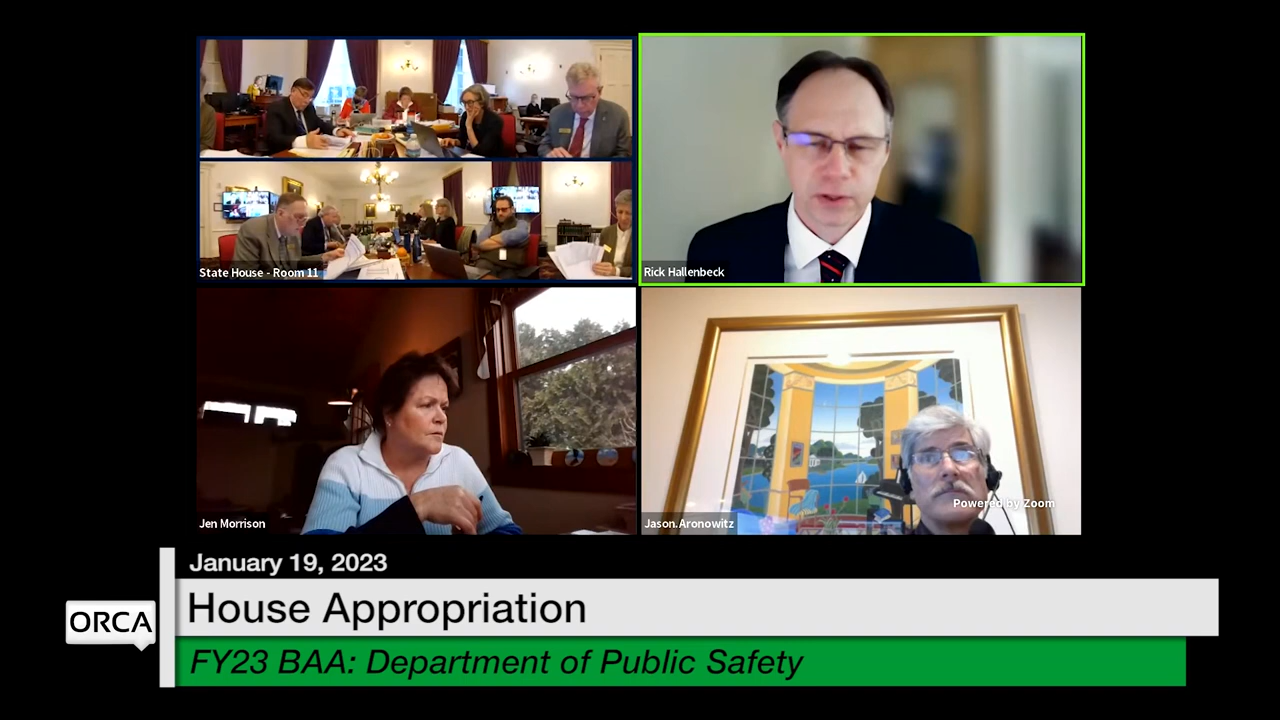 State House - Room 11
Rick Hallenbeck
Jen Morrison
Jason.Aronowitz
Powered by Zoom
January 19, 2023
ORCA
House Appropriation
FY23 BAA: Department of Public Safety